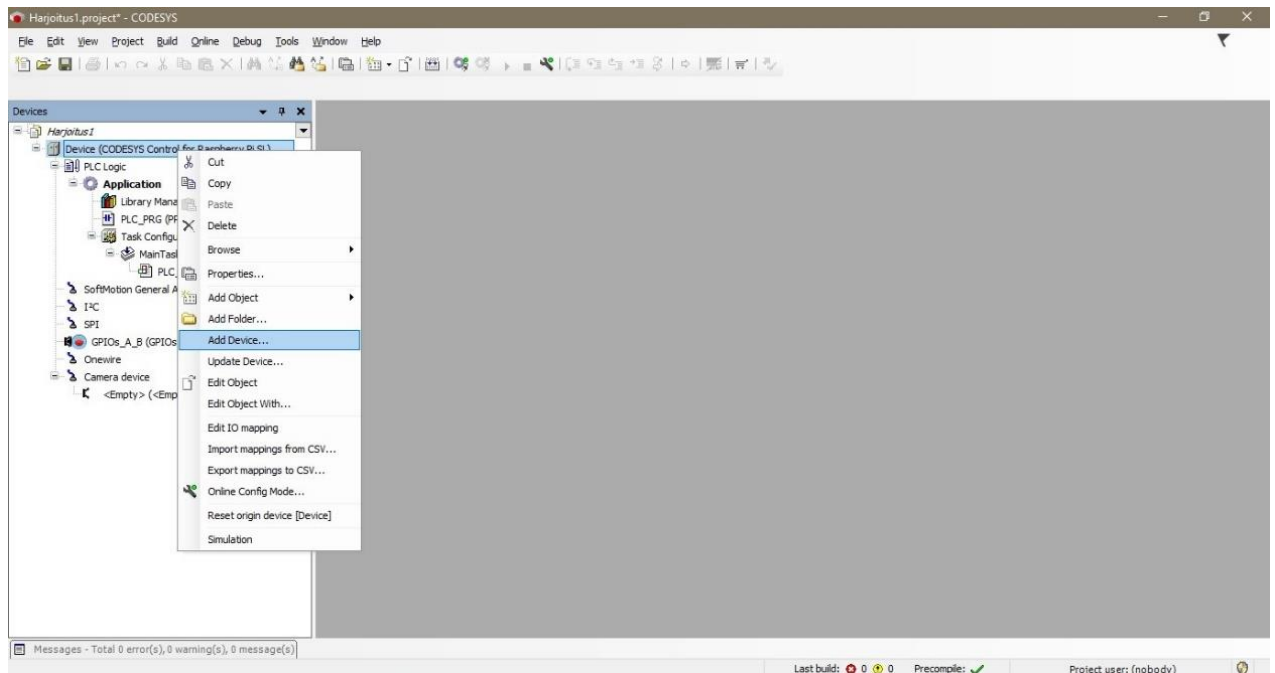 Harjoitus1.project* - CODESYS
File Edit View Project Build Online Debug Tools Window Help
Devices
Harjoitus1
Device (CODESYS Control for Raspberry Pi SL)
PLC Logic
Application
Library Mana
PLC_PRG (PR
Task Configu
MainTas
PLC_
SoftMotion General A
I²C
SPI
GPIOs_A_B (GPIOs
Onewire
Camera device
<Empty> (<Emp
Cut
Copy
Paste
Delete
Browse
Properties...
Add Object
Add Folder...
Add Device...
Update Device...
Edit Object
Edit Object With...
Edit IO mapping
Import mappings from CSV...
Export mappings to CSV...
Online Config Mode...
Reset origin device [Device]
Simulation
Messages - Total 0 error(s), 0 warning(s), 0 message(s)
Last build: 0 0 Precompile: Project user: (nobody)